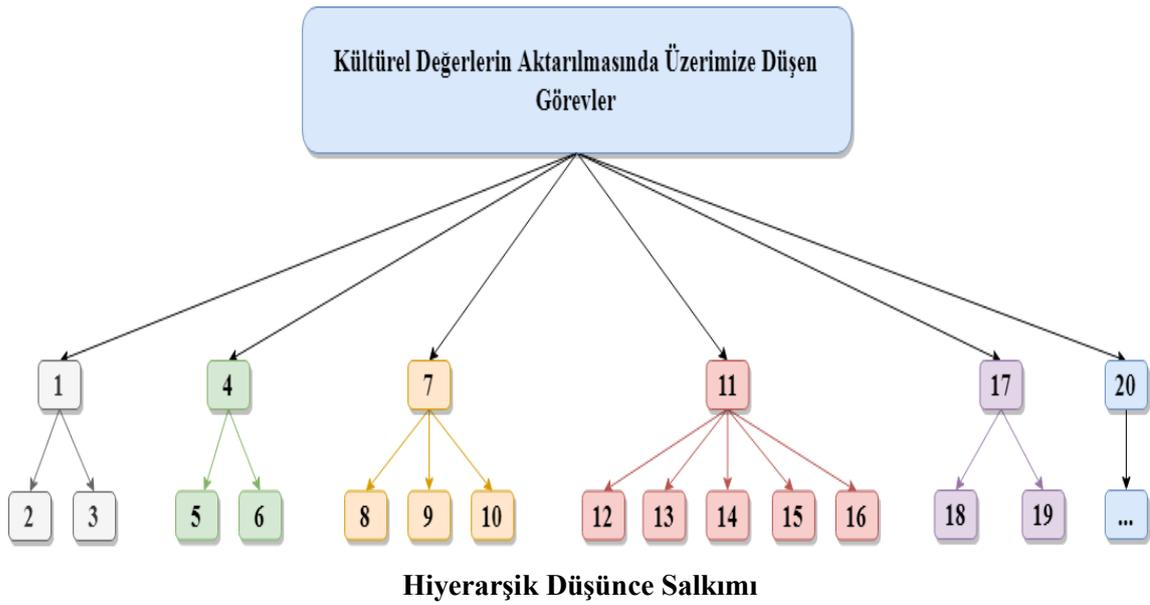 Kültürel Değerlerin Aktarılmasında Üzerimize Düşen
Görevler
1 4 7 11 17 20
2 3 5 6 8 9 10 12 13 14 15 16 18 19 ...
Hiyerarşik Düşünce Salkımı